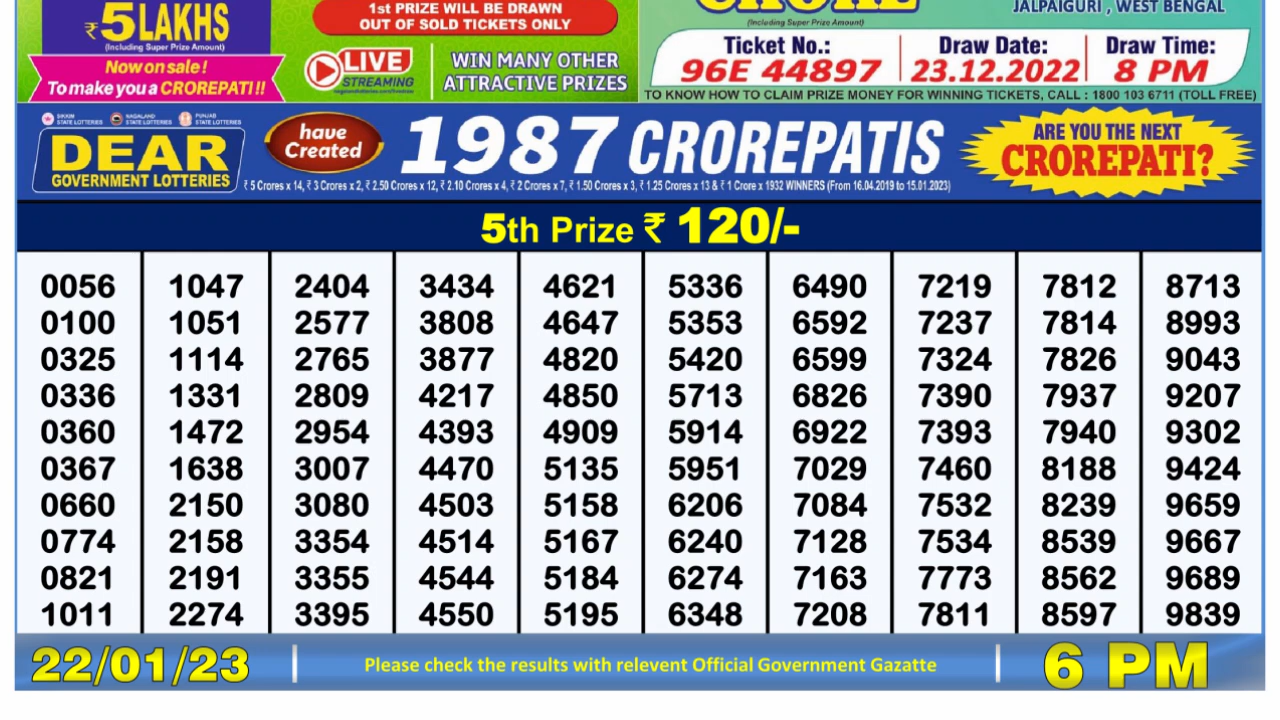 ₹5LAKHS
(Including Super Prize Amount)
Now on sale!
To make you a CROREPATI !!
1st PRIZE WILL BE DRAWN
OUT OF SOLD TICKETS ONLY
LIVE
STREAMING
WIN MANY OTHER
ATTRACTIVE PRIZES
CRORE
(Including Super Prize Amount)
JALPAIGURI , WEST BENGAL
Ticket No.: Draw Date: Draw Time:
96E 44897 23.12.2022 8 PM
TO KNOW HOW TO CLAIM PRIZE MONEY FOR WINNING TICKETS, CALL : 1800 103 6711 (TOLL FREE)
SIKKIM STATE LOTTERIES NAGALAND STATE LOTTERIES PUNJAB STATE LOTTERIES
DEAR
GOVERNMENT LOTTERIES
have
Created
1987 CROREPATIS
₹ 5 Crores x 14, ₹ 3 Crores x 2, ₹ 2.50 Crores x 12, ₹ 2.10 Crores x 4, ₹ 2 Crores x 7, ₹ 1.50 Crores x 3, ₹ 1.25 Crores x 13 & ₹ 1 Crore x 1932 WINNERS (From 16.04.2019 to 15.01.2023)
ARE YOU THE NEXT
CROREPATI?
5th Prize ₹ 120/-
0056 1047 2404 3434 4621 5336 6490 7219 7812 8713
0100 1051 2577 3808 4647 5353 6592 7237 7814 8993
0325 1114 2765 3877 4820 5420 6599 7324 7826 9043
0336 1331 2809 4217 4850 5713 6826 7390 7937 9207
0360 1472 2954 4393 4909 5914 6922 7393 7940 9302
0367 1638 3007 4470 5135 5951 7029 7460 8188 9424
0660 2150 3080 4503 5158 6206 7084 7532 8239 9659
0774 2158 3354 4514 5167 6240 7128 7534 8539 9667
0821 2191 3355 4544 5184 6274 7163 7773 8562 9689
1011 2274 3395 4550 5195 6348 7208 7811 8597 9839
22/01/23 Please check the results with relevent Official Government Gazatte 6 PM